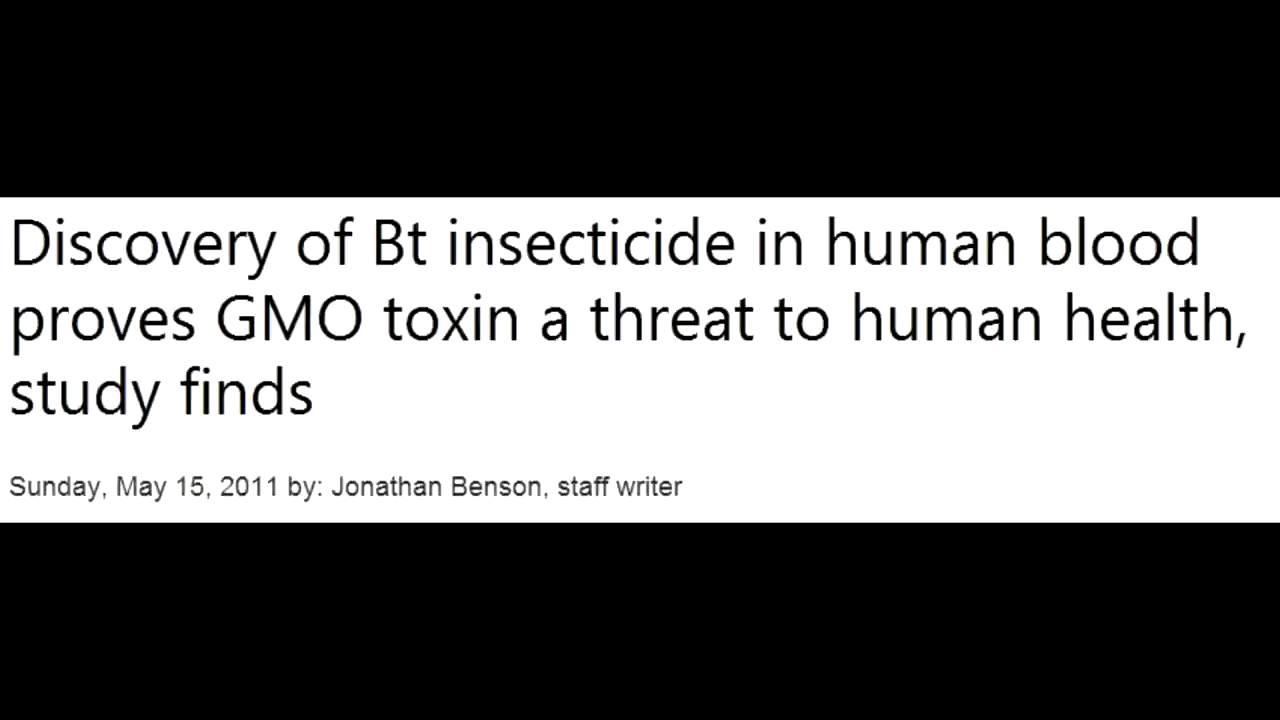 Discovery of Bt insecticide in human blood
proves GMO toxin a threat to human health,
study finds
Sunday, May 15, 2011 by: Jonathan Benson, staff writer